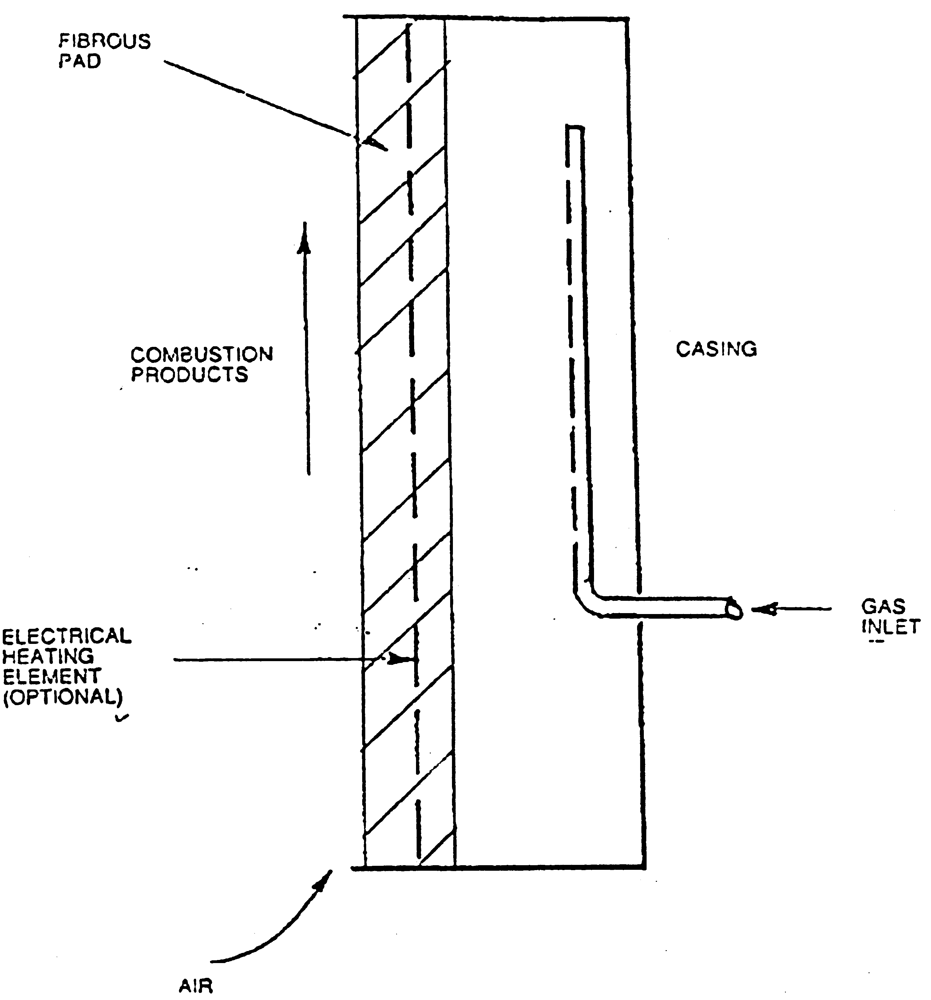 FIBROUS
PAD
COMBUSTION
PRODUCTS
CASING
GAS
INLET
ELECTRICAL
HEATING
ELEMENT
(OPTIONAL)
AIR